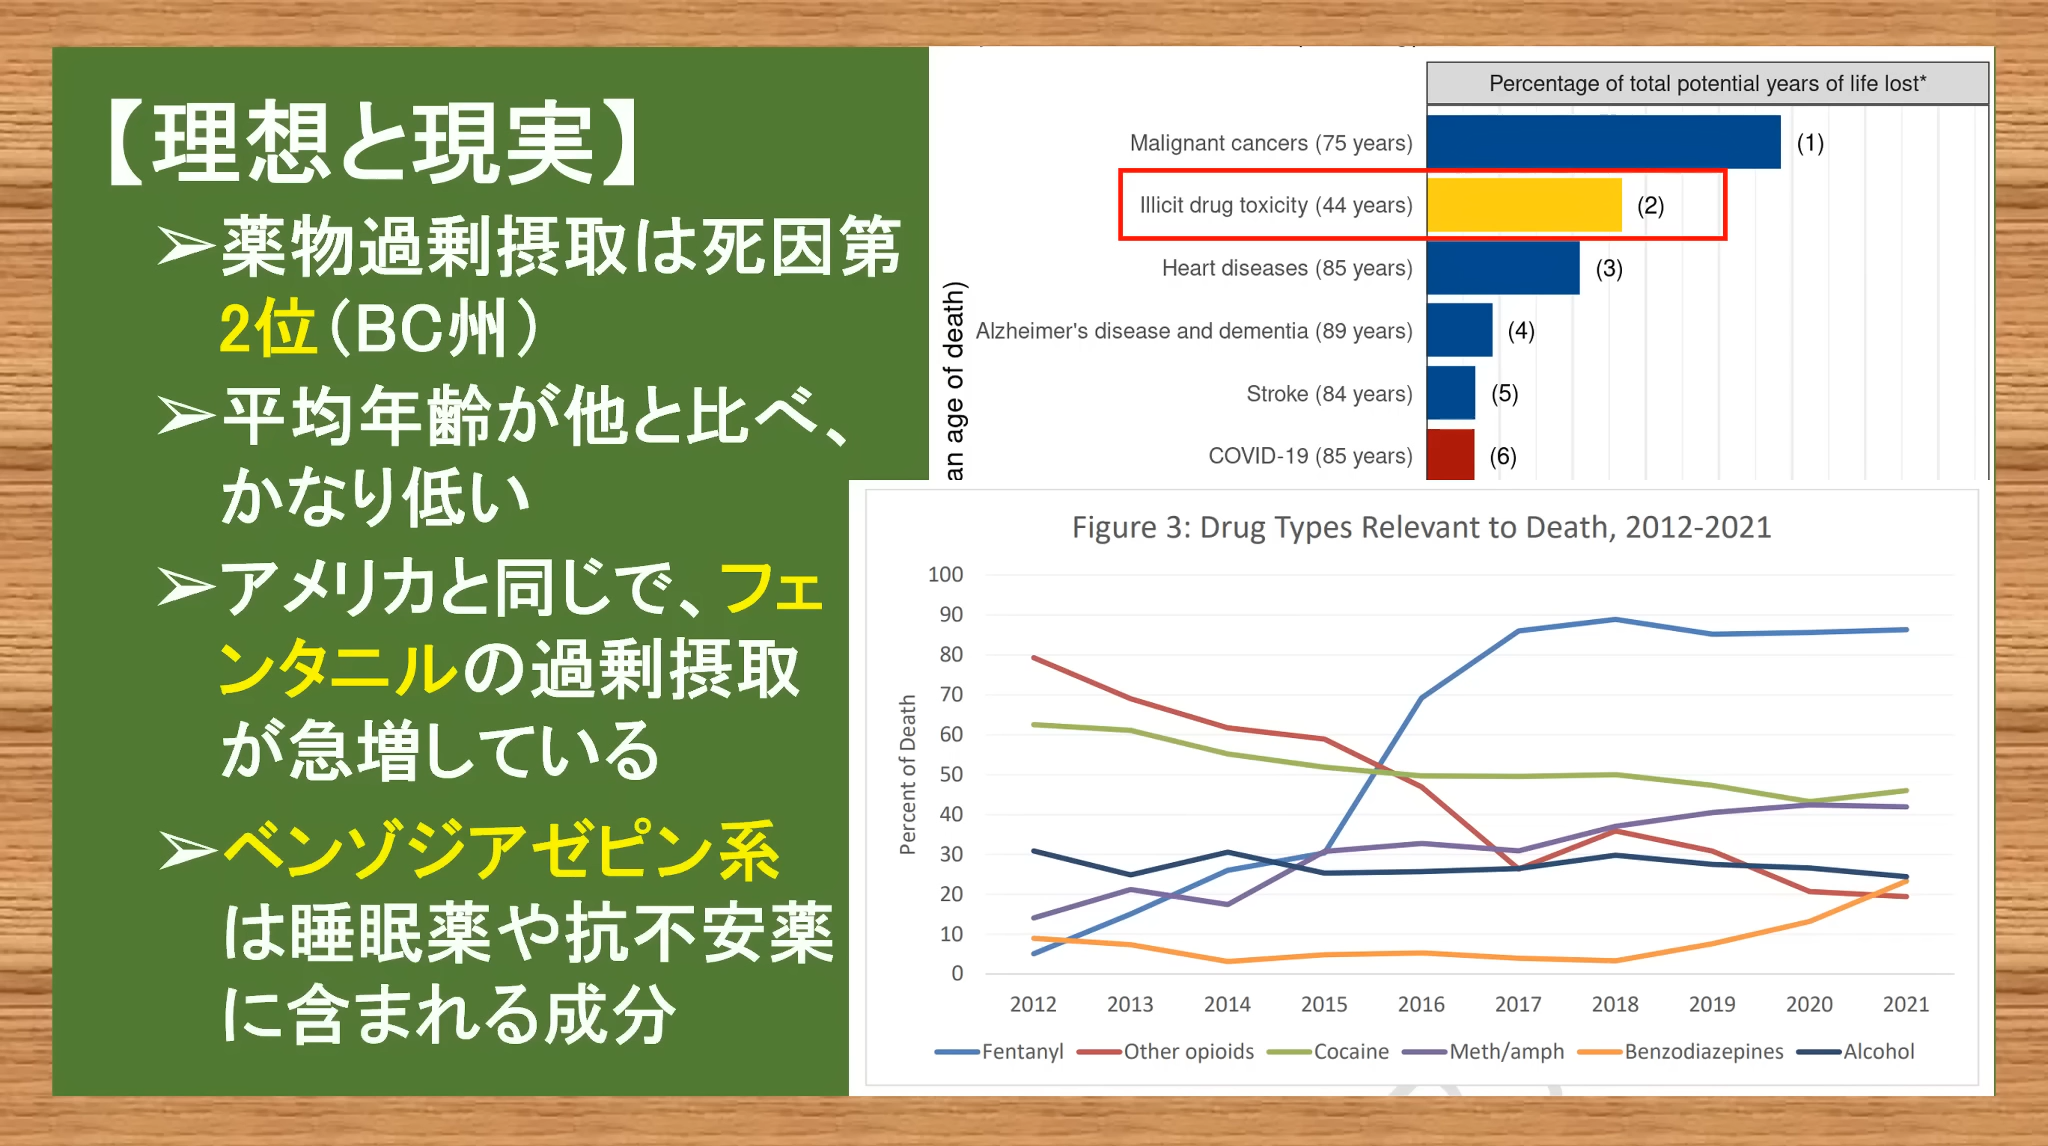 【理想と現実】
➢薬物過剰摂取は死因第
2位(BC州)
➢平均年齢が他と比べ、
かなり低い
➢アメリカと同じで、フェ
ンタニルの過剰摂取
が急増している
➢ベンゾジアゼピン系
は睡眠薬や抗不安薬
に含まれる成分
Percentage of total potential years of life lost*
Malignant cancers (75 years) (1)
Illicit drug toxicity (44 years) (2)
Heart diseases (85 years) (3)
Alzheimer's disease and dementia (89 years) (4)
Stroke (84 years) (5)
COVID-19 (85 years) (6)
an age of death)
Figure 3: Drug Types Relevant to Death, 2012-2021
Percent of Death
100
90
80
70
60
50
40
30
20
10
0
2012 2013 2014 2015 2016 2017 2018 2019 2020 2021
Fentanyl Other opioids Cocaine Meth/amph Benzodiazepines Alcohol